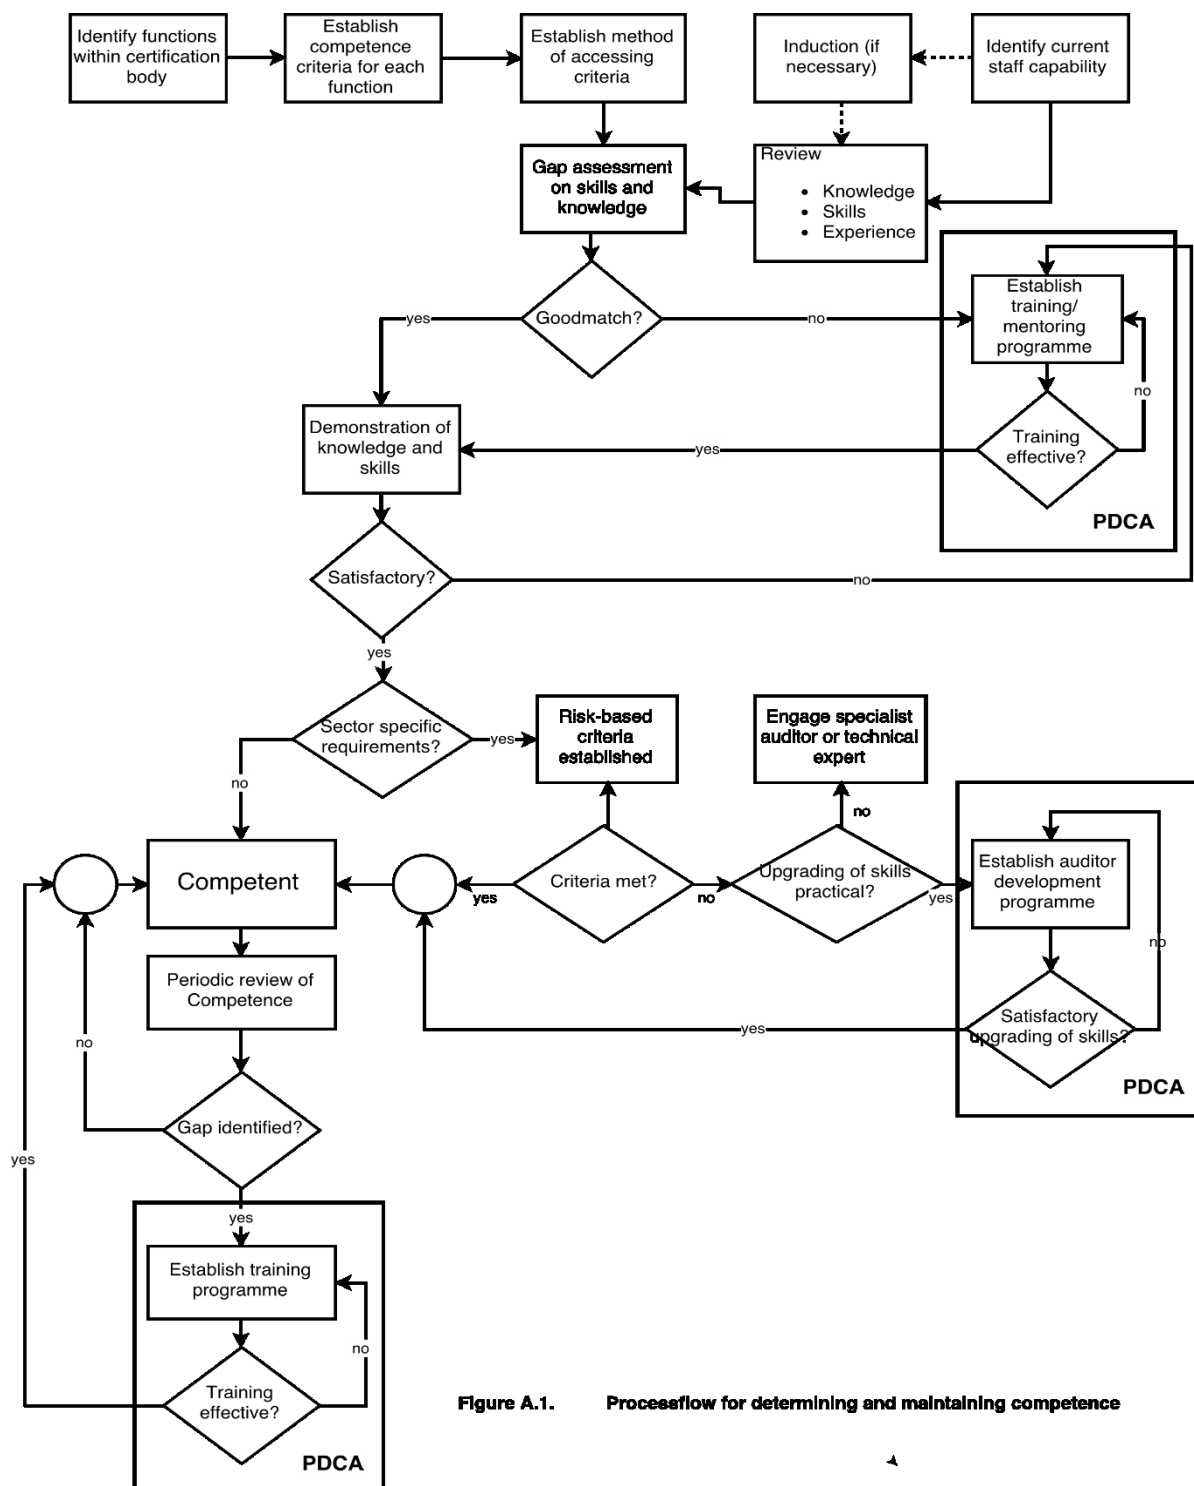 Identify functions
within certification
body
Establish
competence
criteria for each
function
Establish method
of accessing
criteria
Induction (if
necessary)
Identify current
staff capability
Gap assessment
on skills and
knowledge
Review
• Knowledge
• Skills
• Experience
Goodmatch?
yes
no
Establish
training/
mentoring
programme
no
Training
effective?
yes
PDCA
Demonstration of
knowledge and
skills
Satisfactory?
no
yes
Sector specific
requirements?
yes
no
Risk-based
criteria
established
Engage specialist
auditor or technical
expert
no
Competent
Criteria met?
yes
no
Upgrading of skills
practical?
yes
Establish auditor
development
programme
no
Satisfactory
upgrading of skills?
yes
PDCA
Periodic review of
Competence
no
Gap identified?
yes
yes
Establish training
programme
no
Training
effective?
PDCA
Figure A.1. Processflow for determining and maintaining competence